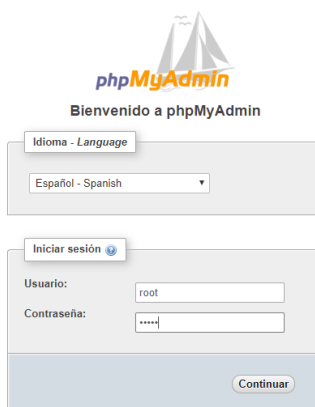 phpMyAdmin
Bienvenido a phpMyAdmin
Idioma - Language
Español - Spanish
Iniciar sesión
Usuario:
root
Contraseña:
•••••
Continuar